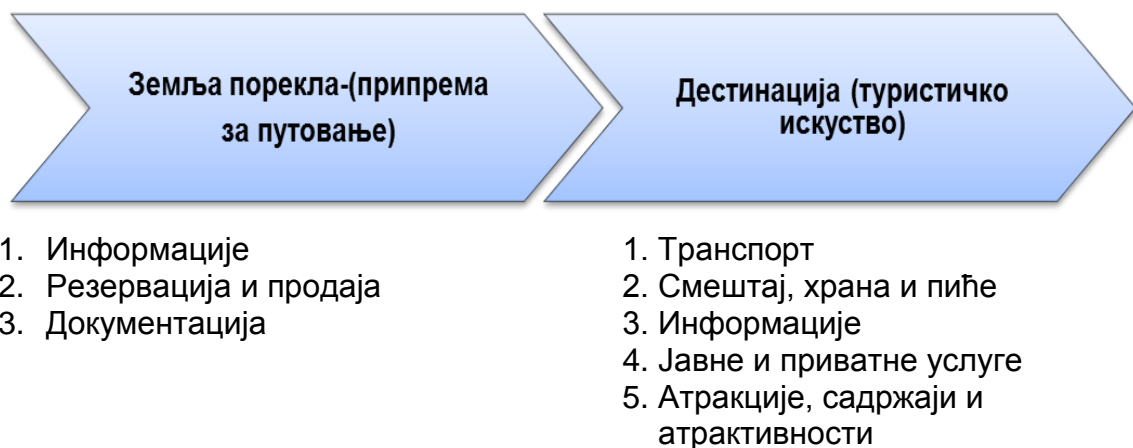 Земља порекла-(припрема
за путовање)
Дестинација (туристичко
искуство)
1. Информације
2. Резервација и продаја
3. Документација
1. Транспорт
2. Смештај, храна и пиће
3. Информације
4. Јавне и приватне услуге
5. Атракције, садржаји и
атрактивности